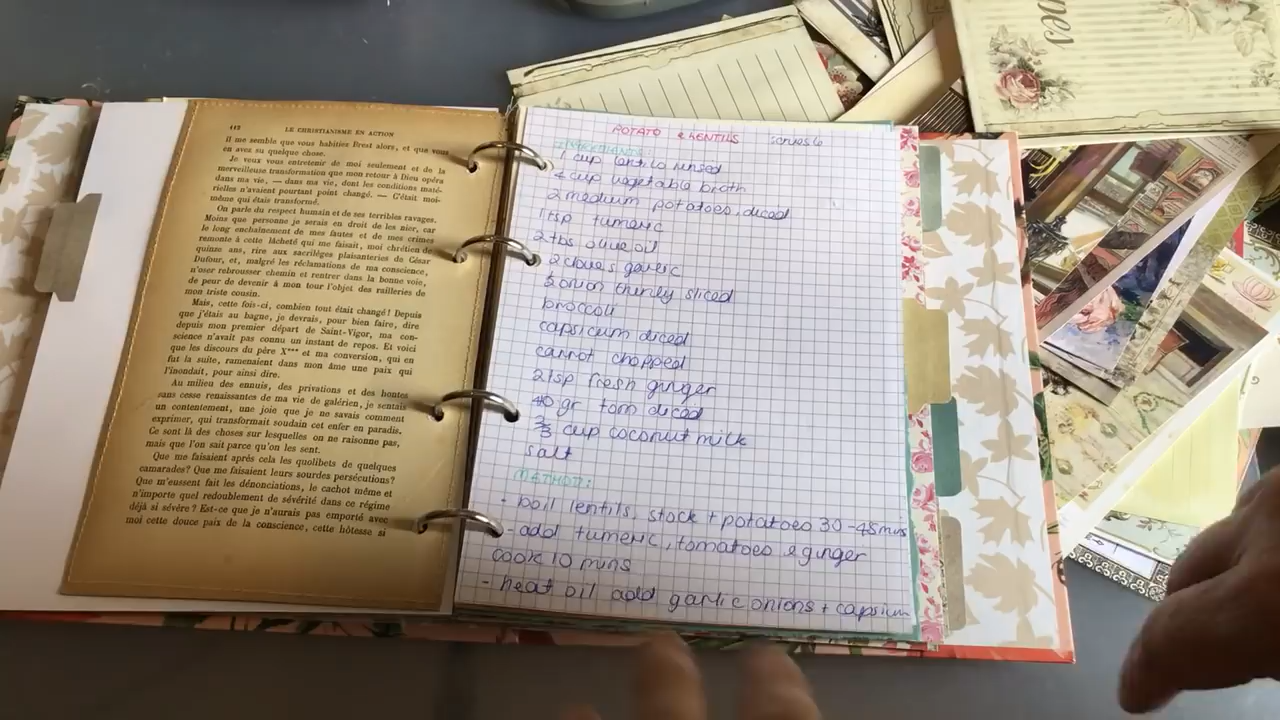 412 LE CHRISTIANISME EN ACTION
il me semble que vous habitiez Brest alors, et que vous
en avez su quelque chose.
Je veux vous entretenir de moi seulement et de la
merveilleuse transformation que mon retour à Dieu opéra
dans ma vie, — dans ma vie, dont les conditions maté-
rielles n'avaient pourtant point changé. — C'était moi-
même qui étais transformé.
On parle du respect humain et de ses terribles ravages.
Moins que personne je serais en droit de les nier, car
le long enchaînement de mes fautes et de mes crimes
remonte à cette lâcheté qui me faisait, moi chrétien de
quinze ans, rire aux sacrilèges plaisanteries de César
Dufour, et, malgré les réclamations de ma conscience,
n'oser rebrousser chemin et rentrer dans la bonne voie,
de peur de devenir à mon tour l'objet des railleries de
mon triste cousin.
Mais, cette fois-ci, combien tout était changé! Depuis
que j'étais au bagne, je devrais, pour bien faire, dire
depuis mon premier départ de Saint-Vigor, ma con-
science n'avait pas connu un instant de repos. Et voici
que les discours du père X*** et ma conversion, qui en
fut la suite, ramenaient dans mon âme une paix qui
l'inondait, pour ainsi dire.
Au milieu des ennuis, des privations et des hontes
sans cesse renaissantes de ma vie de galérien, je sentais
un contentement, une joie que je ne savais comment
exprimer, qui transformait soudain cet enfer en paradis.
Ce sont là des choses sur lesquelles on ne raisonne pas,
mais que l'on sait parce qu'on les sent.
Que me faisaient après cela les quolibets de quelques
camarades? Que me faisaient leurs sourdes persécutions?
Que m'eussent fait les dénonciations, le cachot même et
n'importe quel redoublement de sévérité dans ce régime
déjà si sévère? Est-ce que je n'aurais pas emporté avec
moi cette douce paix de la conscience, cette hôtesse si
POTATO & LENTILS serves 6
INGREDIENTS:
1 cup lentils rinsed
4 cup vegetable broth
2 medium potatoes, diced
1 tsp tumeric
2 tbs olive oil
2 cloves garlic
onion thinly sliced
broccoli
capsicum diced
carrot chopped
2 tsp fresh ginger
410 gr tom diced
cup coconut milk
salt
METHOD:
- boil lentils, stock + potatoes 30-45mins
- add tumeric, tomatoes & ginger
cook 10 mins
- heat oil add garlic onions + capsium